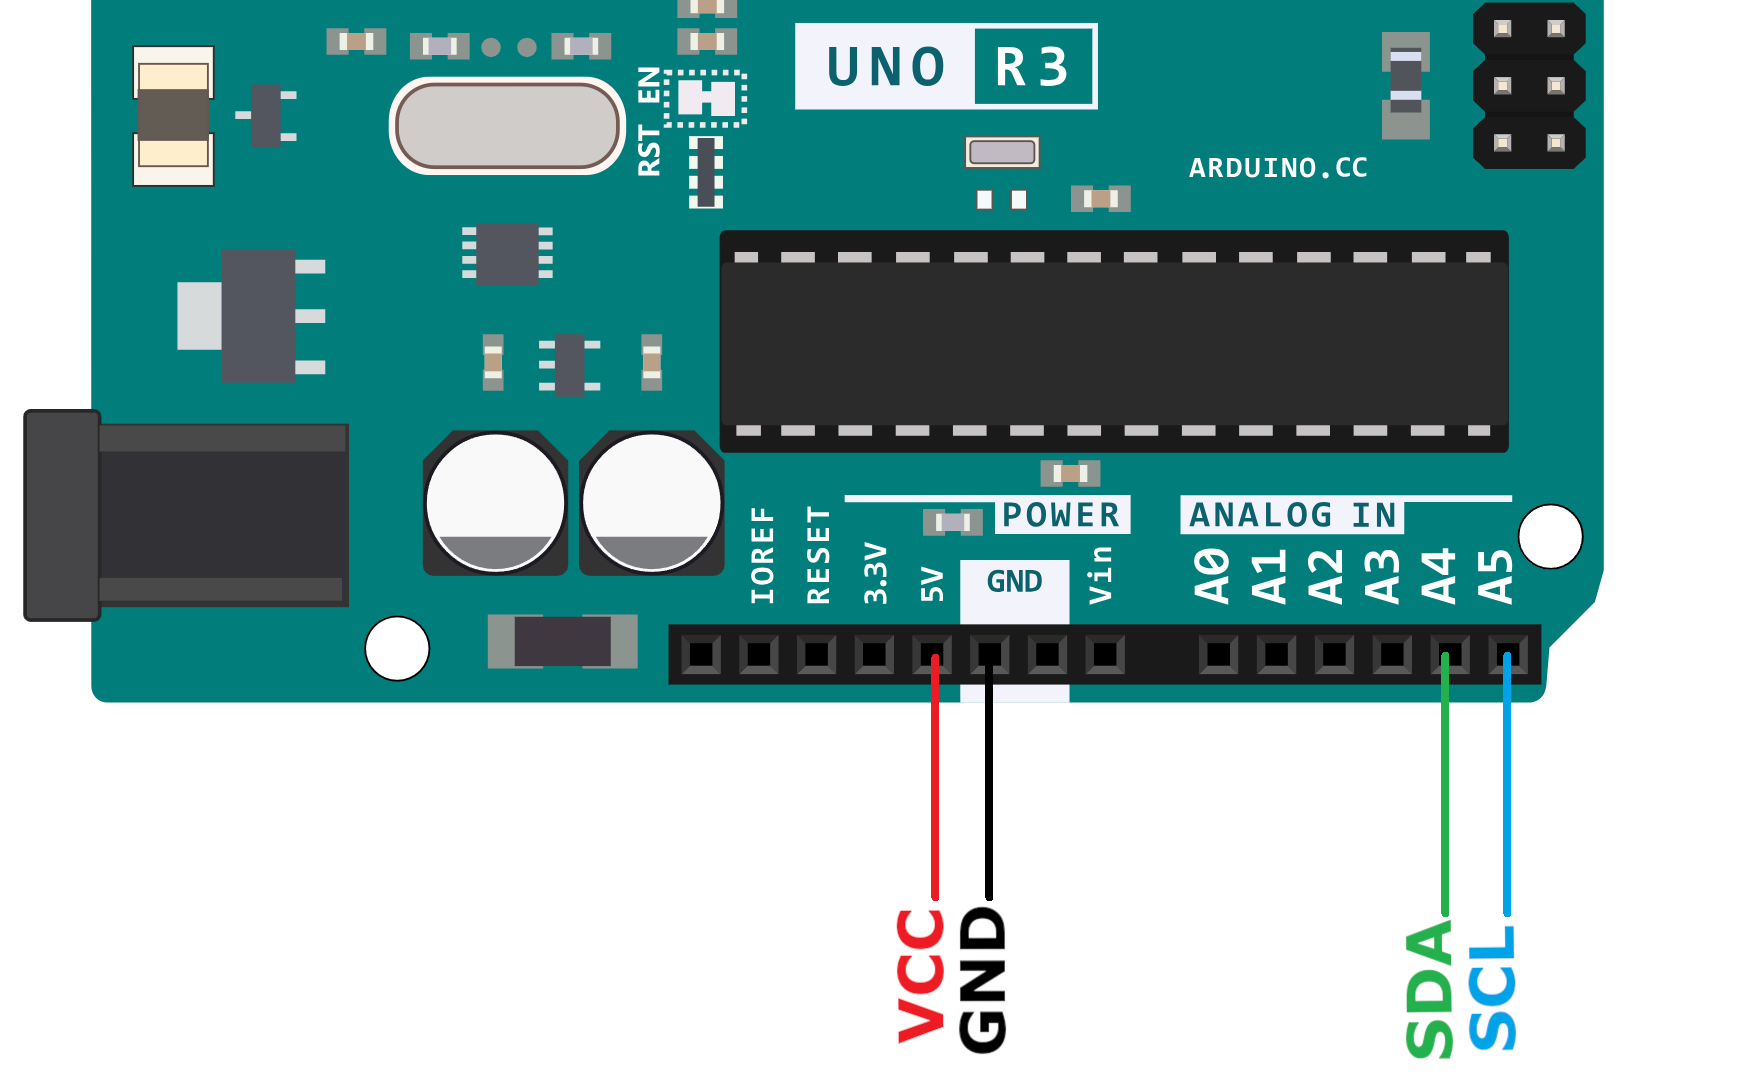 RST EN
UNO R3
ARDUINO.CC
POWER
ANALOG IN
IOREF
RESET
3.3V
5V
GND
Vin
A0
A1
A2
A3
A4
A5
VCC
GND
SDA
SCL